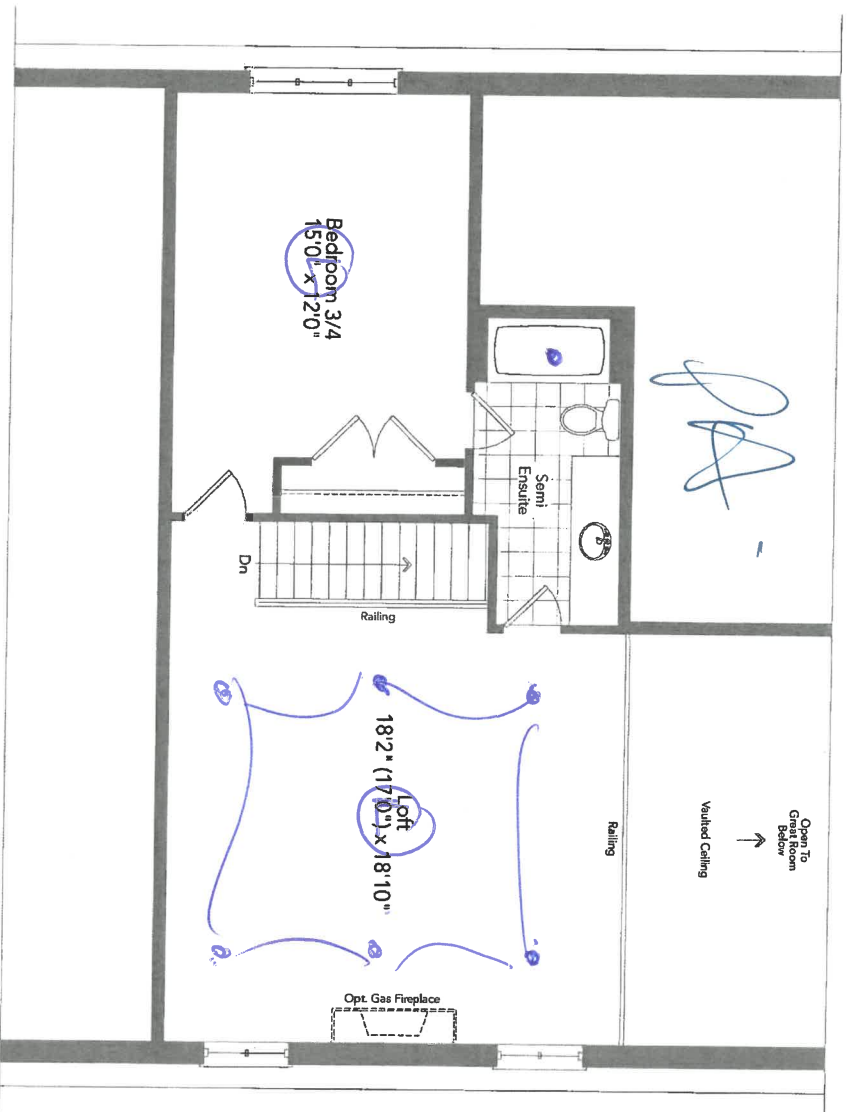 Bedroom 3/4
15'0" x 12'0"
Semi
Ensuite
Dn
Railing
Loft
18'2" (17'0") x 18'10"
Railing
Opt. Gas Fireplace
Vaulted Ceiling
Open To
Great Room
Below